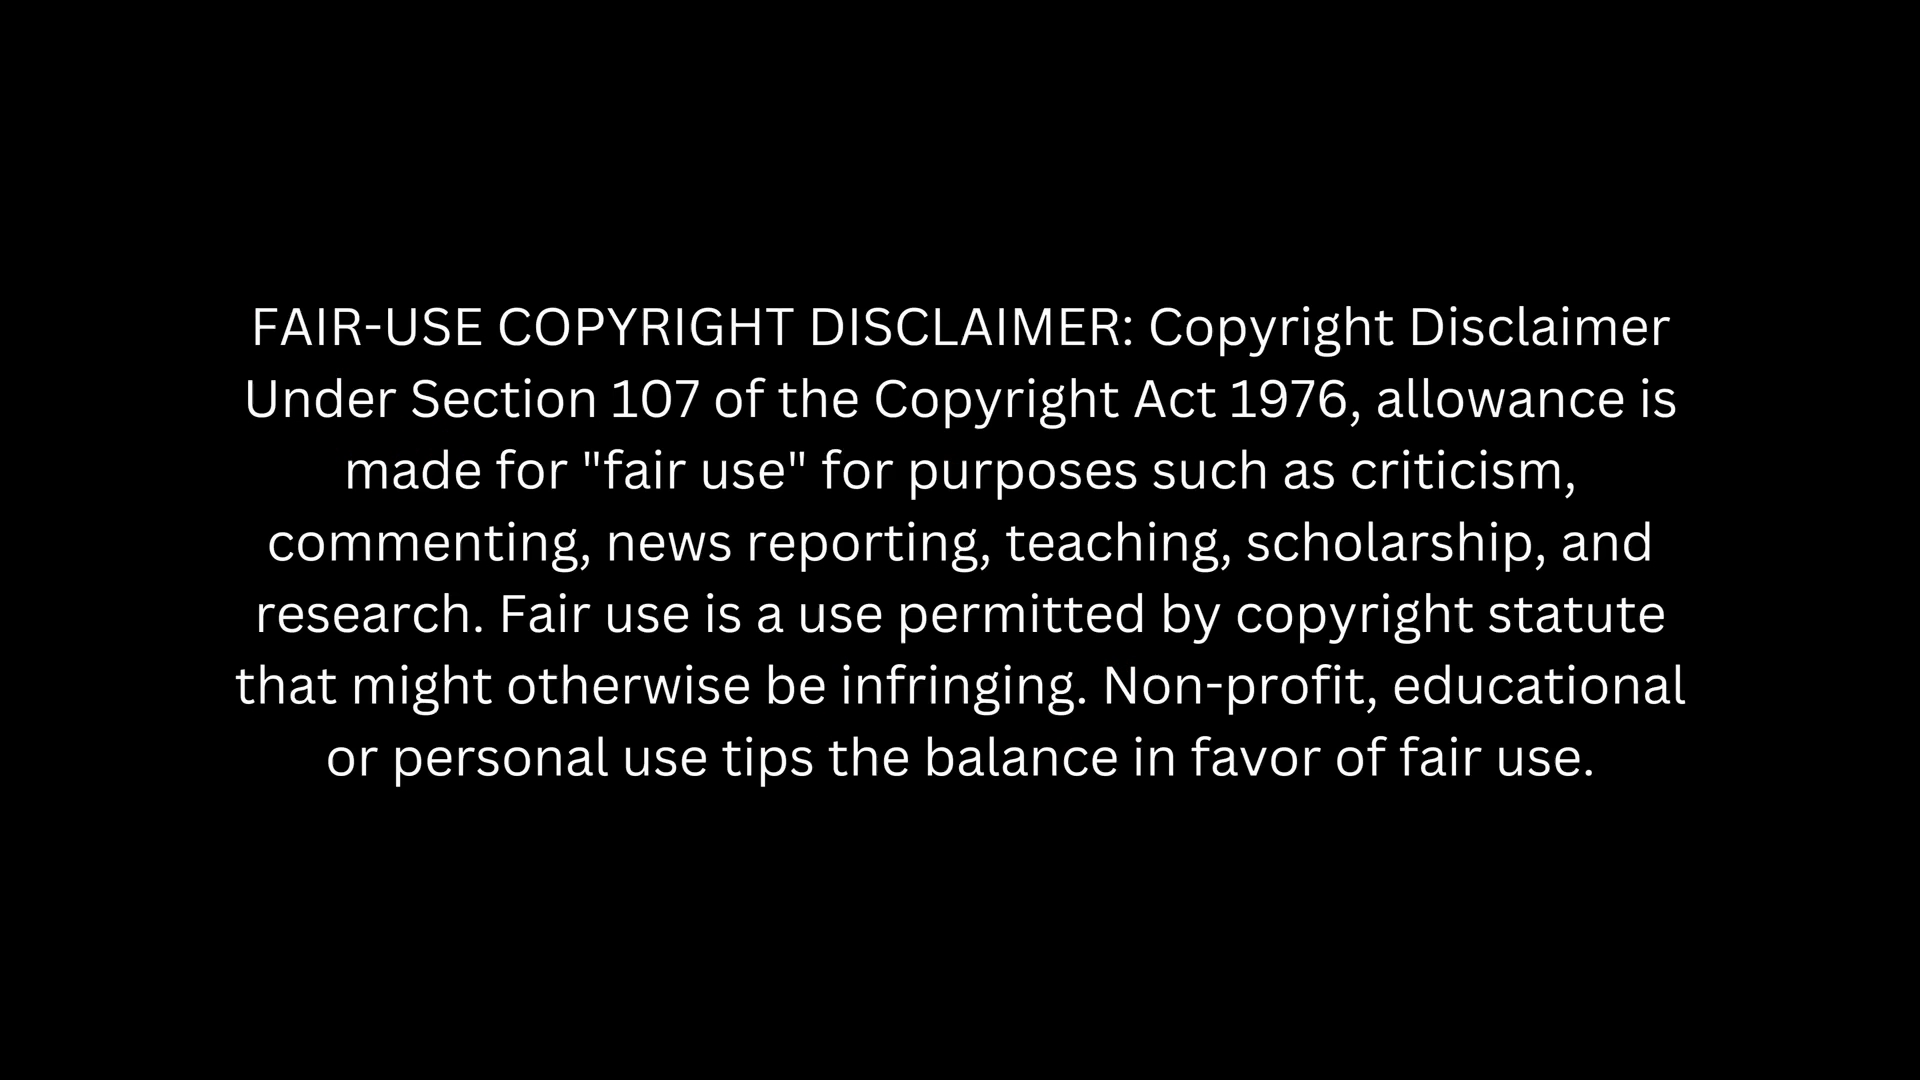 FAIR-USE COPYRIGHT DISCLAIMER: Copyright Disclaimer
Under Section 107 of the Copyright Act 1976, allowance is
made for "fair use" for purposes such as criticism,
commenting, news reporting, teaching, scholarship, and
research. Fair use is a use permitted by copyright statute
that might otherwise be infringing. Non-profit, educational
or personal use tips the balance in favor of fair use.